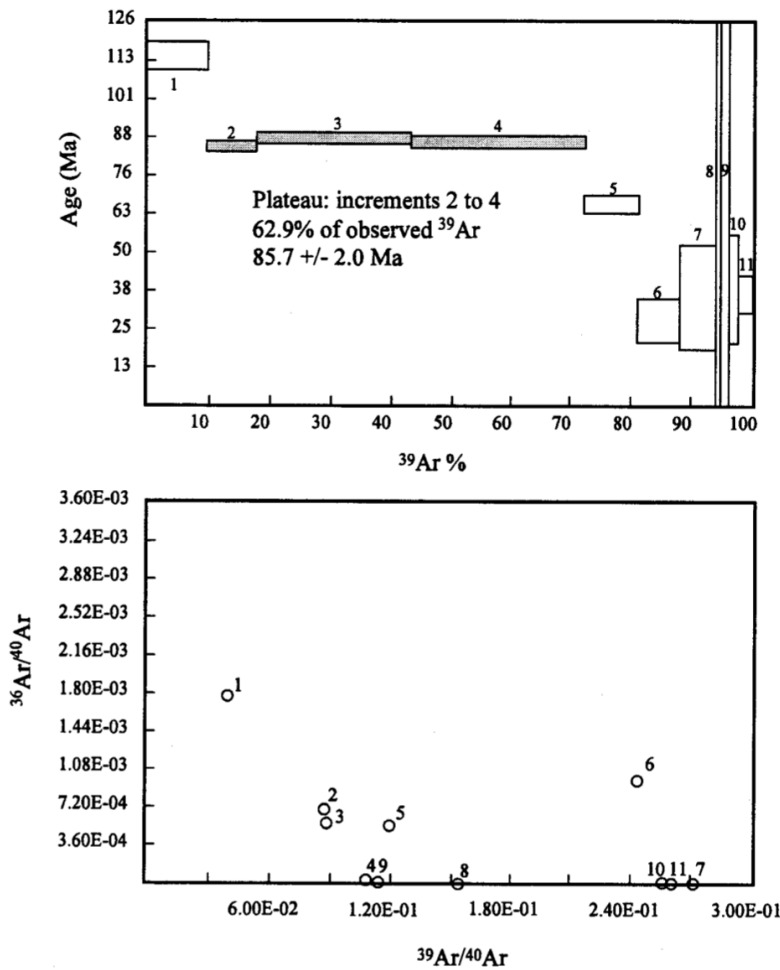 126
113
101
88
76
63
50
38
25
13
Age (Ma)
1
2
3
4
5
6
7
8
9
10
11
Plateau: increments 2 to 4
62.9% of observed ³⁹Ar
85.7 +/- 2.0 Ma
10 20 30 40 50 60 70 80 90 100
³⁹Ar %
3.60E-03
3.24E-03
2.88E-03
2.52E-03
2.16E-03
1.80E-03
1.44E-03
1.08E-03
7.20E-04
3.60E-04
³⁶Ar/⁴⁰Ar
1
2
3
5
6
4 9 8 10 11 7
6.00E-02 1.20E-01 1.80E-01 2.40E-01 3.00E-01
³⁹Ar/⁴⁰Ar